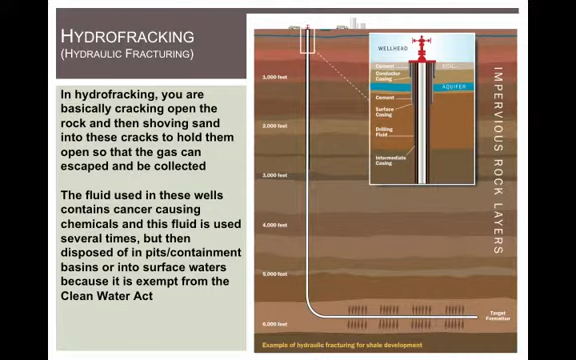 HYDROFRACKING
(HYDRAULIC FRACTURING)
In hydrofracking, you are
basically cracking open the
rock and then shoving sand
into these cracks to hold them
open so that the gas can
escaped and be collected
The fluid used in these wells
contains cancer causing
chemicals and this fluid is used
several times, but then
disposed of in pits/containment
basins or into surface waters
because it is exempt from the
Clean Water Act
WELLHEAD
Cement
Conductor
Casing
SOIL
AQUIFER
Cement
Surface
Casing
Drilling
Fluid
Intermediate
Casing
IMPERVIOUS ROCK LAYERS
1,000 feet
2,000 feet
3,000 feet
4,000 feet
5,000 feet
6,000 feet
Target
Formation
Example of hydraulic fracturing for shale development